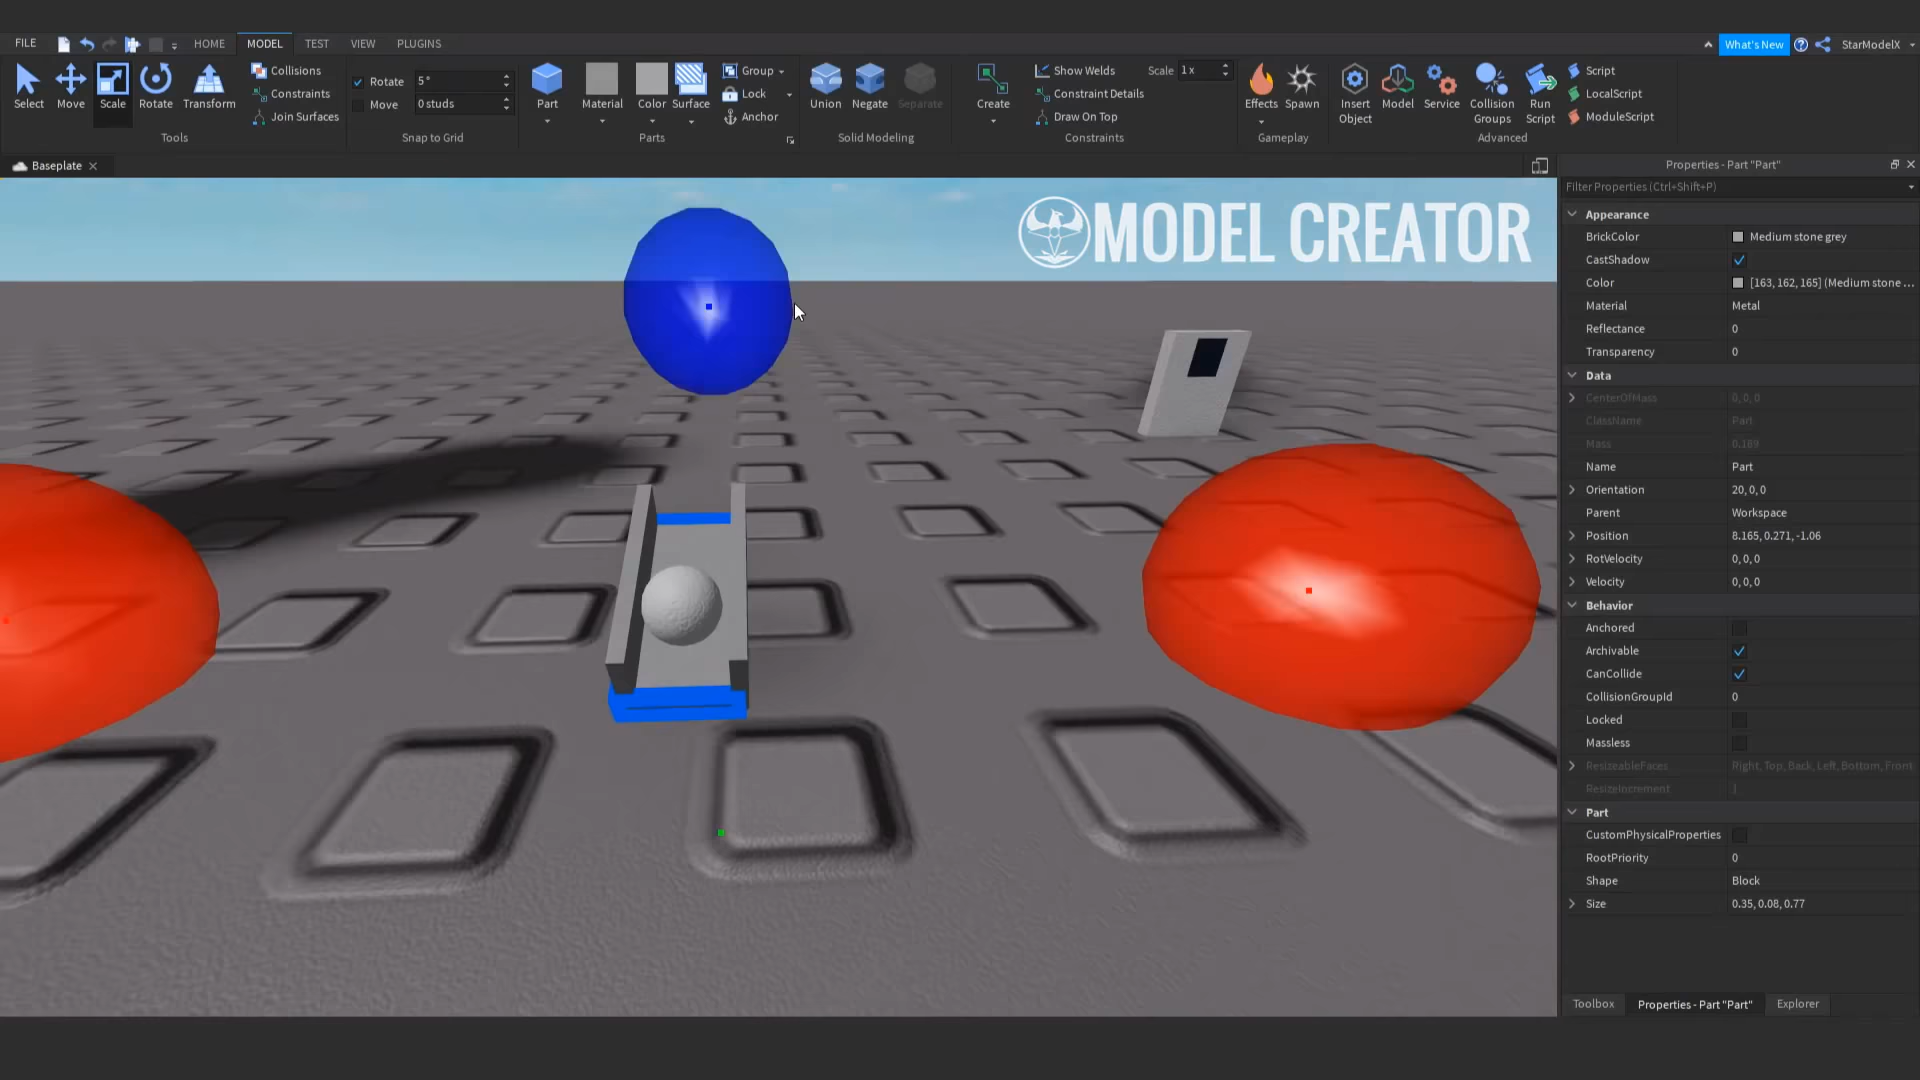 FILE HOME MODEL TEST VIEW PLUGINS What's New StarModelX
Select Move Scale Rotate Transform
Collisions
Constraints
Join Surfaces
Tools
Rotate 5°
Move 0 studs
Snap to Grid
Part Material Color Surface
Group
Lock
Anchor
Parts
Union Negate Separate
Solid Modeling
Create
Show Welds Scale 1x
Constraint Details
Draw On Top
Constraints
Effects Spawn
Gameplay
Insert Object
Model
Service
Collision Groups
Run Script
Script
LocalScript
ModuleScript
Advanced
Baseplate
MODEL CREATOR
Properties - Part "Part"
Filter Properties (Ctrl+Shift+P)
Appearance
BrickColor Medium stone grey
CastShadow
Color [163, 162, 165] (Medium stone ...
Material Metal
Reflectance 0
Transparency 0
Data
CenterOfMass 0, 0, 0
ClassName Part
Mass 0.189
Name Part
Orientation 20, 0, 0
Parent Workspace
Position 8.165, 0.271, -1.06
RotVelocity 0, 0, 0
Velocity 0, 0, 0
Behavior
Anchored
Archivable
CanCollide
CollisionGroupId 0
Locked
Massless
ResizeableFaces Right, Top, Back, Left, Bottom, Front
ResizeIncrement 1
Part
CustomPhysicalProperties
RootPriority 0
Shape Block
Size 0.35, 0.08, 0.77
Toolbox Properties - Part "Part" Explorer